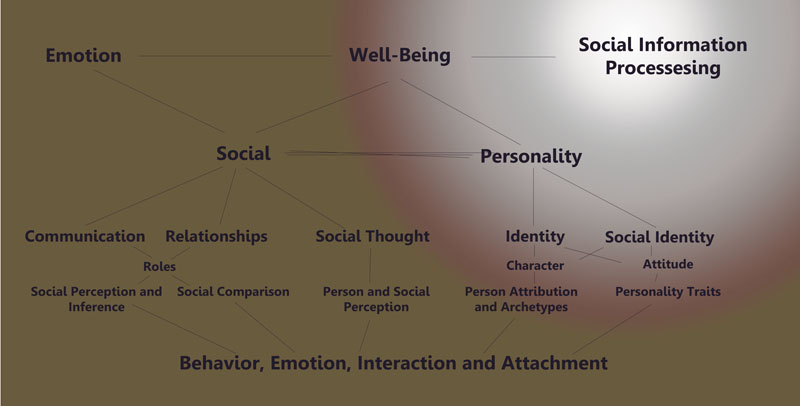 Emotion
Well-Being
Social Information
Processesing
Social
Personality
Communication
Relationships
Social Thought
Identity
Social Identity
Roles
Character
Attitude
Social Perception and
Inference
Social Comparison
Person and Social
Perception
Person Attribution
and Archetypes
Personality Traits
Behavior, Emotion, Interaction and Attachment